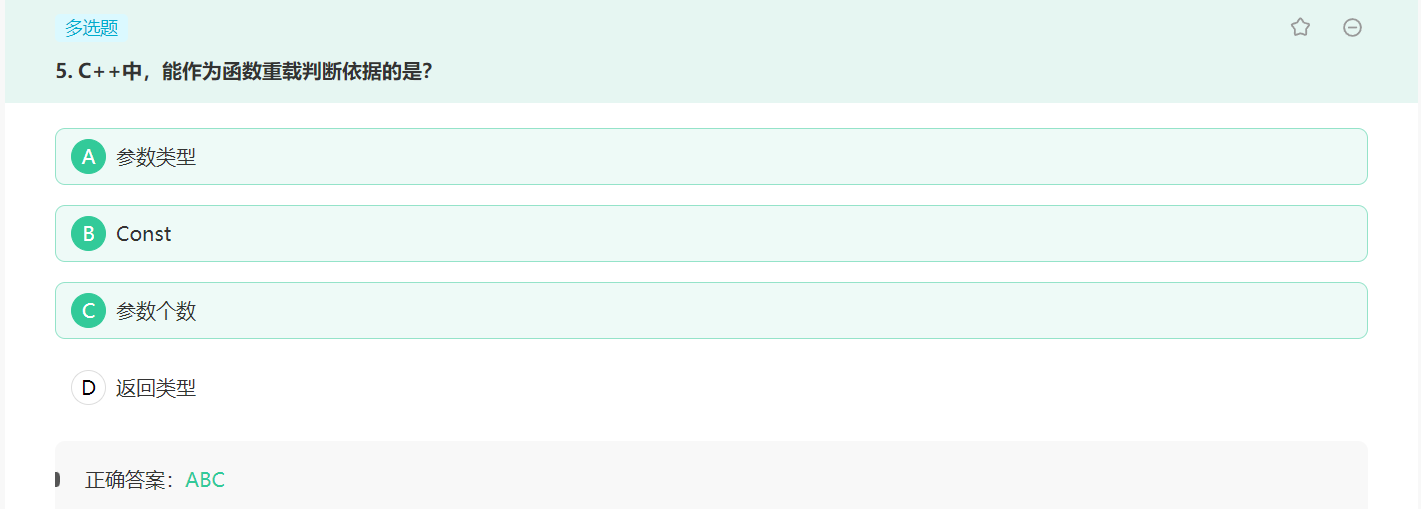 多选题
5. C++中，能作为函数重载判断依据的是？
A 参数类型
B Const
C 参数个数
D 返回类型
正确答案：ABC